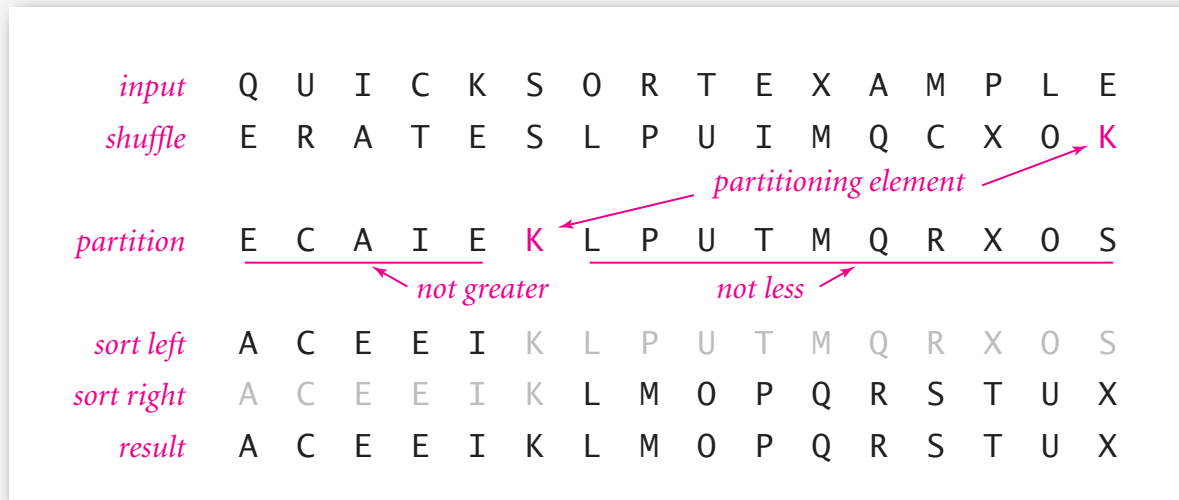 input Q U I C K S O R T E X A M P L E
shuffle E R A T E S L P U I M Q C X O K
partitioning element
partition E C A I E K L P U T M Q R X O S
not greater not less
sort left A C E E I K L P U T M Q R X O S
sort right A C E E I K L M O P Q R S T U X
result A C E E I K L M O P Q R S T U X